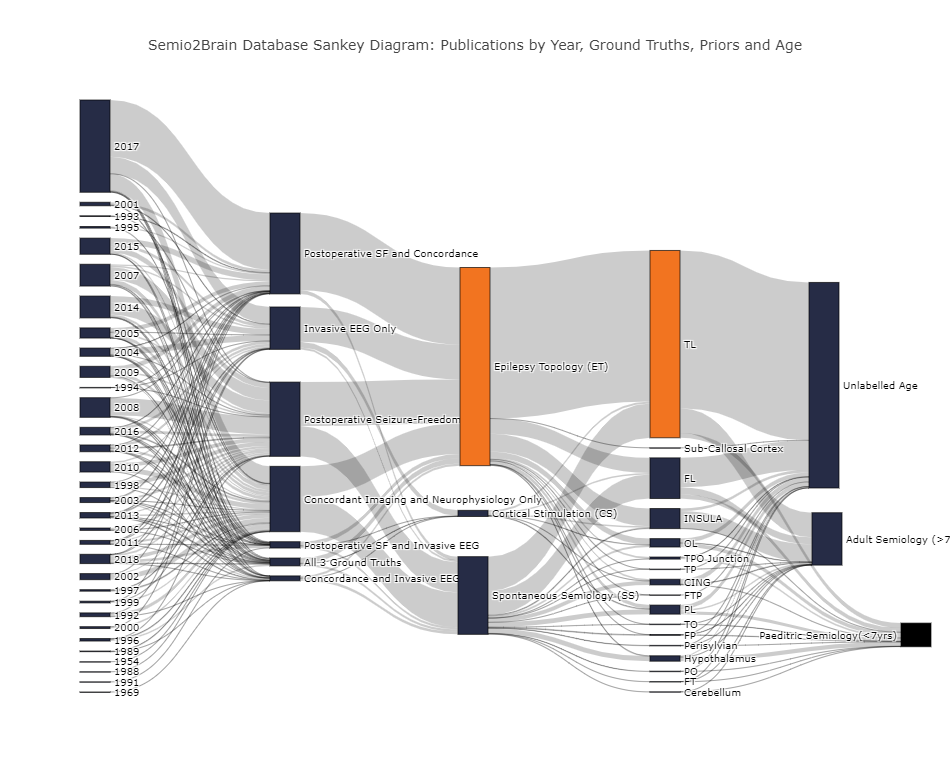 Semio2Brain Database Sankey Diagram: Publications by Year, Ground Truths, Priors and Age
2017
2001
1993
1995
2015
2007
2014
2005
2004
2009
1994
2008
2016
2012
2010
1998
2003
2013
2006
2011
2018
2002
1997
1999
1992
2000
1996
1989
1954
1988
1991
1969
Postoperative SF and Concordance
Invasive EEG Only
Postoperative Seizure-Freedom
Concordant Imaging and Neurophysiology Only
Postoperative SF and Invasive EEG
All 3 Ground Truths
Concordance and Invasive EEG
Epilepsy Topology (ET)
Cortical Stimulation (CS)
Spontaneous Semiology (SS)
TL
Sub-Callosal Cortex
FL
INSULA
OL
TPO Junction
TP
CING
FTP
PL
TO
FP
Perisylvian
Hypothalamus
PO
FT
Cerebellum
Unlabelled Age
Adult Semiology (>7
Paeditric Semiology(<7yrs)